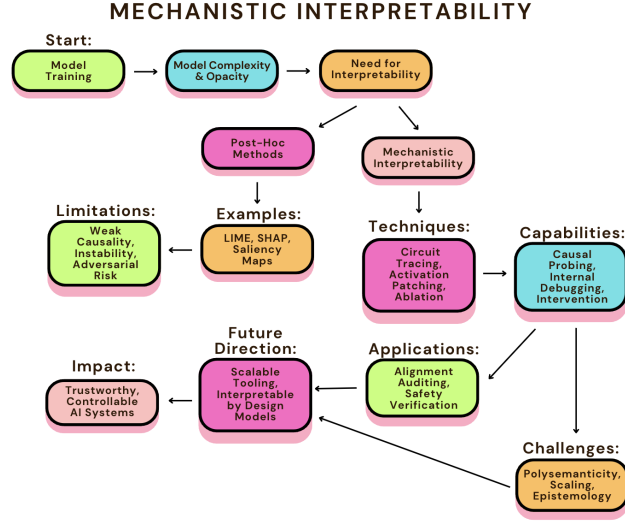 MECHANISTIC INTERPRETABILITY
Start:
Model
Training
Model Complexity
& Opacity
Need for
Interpretability
Post-Hoc
Methods
Mechanistic
Interpretability
Limitations:
Weak
Causality,
Instability,
Adversarial
Risk
Examples:
LIME, SHAP,
Saliency
Maps
Techniques:
Circuit
Tracing,
Activation
Patching,
Ablation
Capabilities:
Causal
Probing,
Internal
Debugging,
Intervention
Impact:
Trustworthy,
Controllable
AI Systems
Future
Direction:
Scalable
Tooling,
Interpretable
by Design
Models
Applications:
Alignment
Auditing,
Safety
Verification
Challenges:
Polysemanticity,
Scaling,
Epistemology